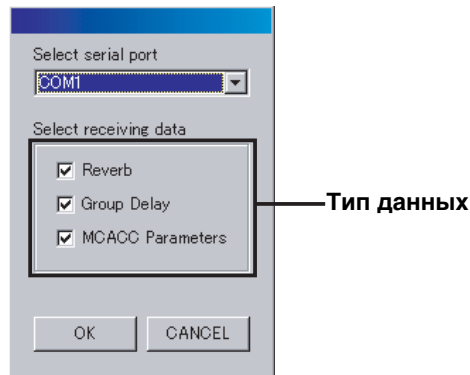 Select serial port
COM1
Select receiving data
Reverb
Group Delay
MCACC Parameters
Тип данных
OK CANCEL